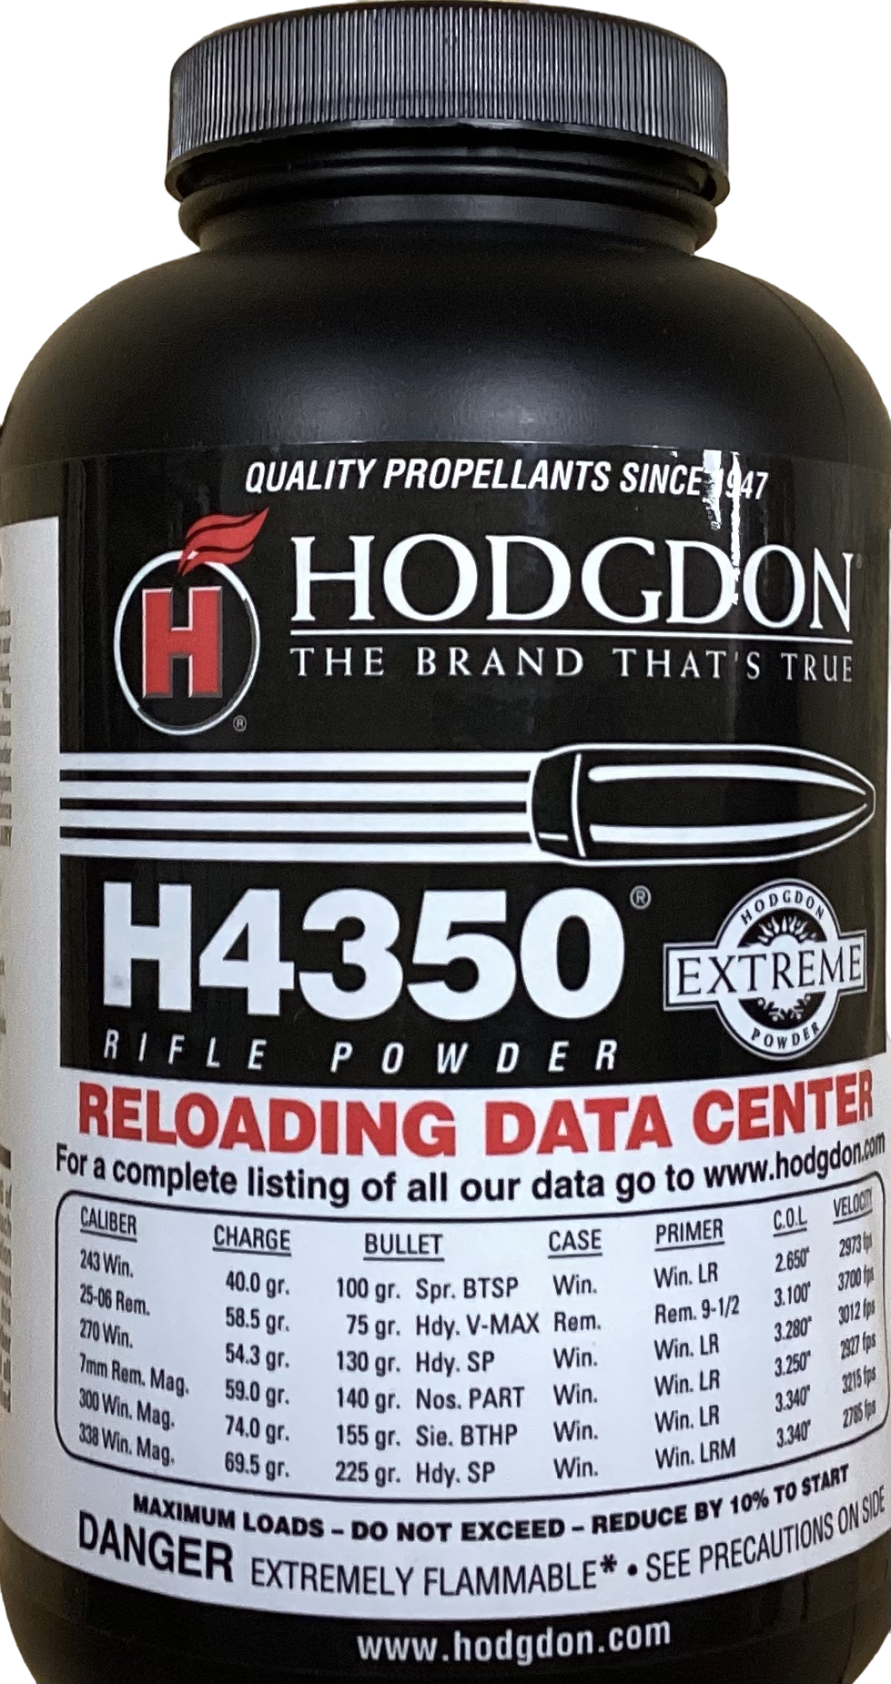 QUALITY PROPELLANTS SINCE 1947
H
HODGDON
®
THE BRAND THAT'S TRUE
H4350®
HODGDON
EXTREME
POWDER
RIFLE POWDER
RELOADING DATA CENTER
For a complete listing of all our data go to www.hodgdon.com
CALIBER CHARGE BULLET CASE PRIMER C.O.L VELOCITY
243 Win. 40.0 gr. 100 gr. Spr. BTSP Win. Win. LR 2.650" 2973 fps
25-06 Rem. 58.5 gr. 75 gr. Hdy. V-MAX Rem. Rem. 9-1/2 3.100" 3700 fps
270 Win. 54.3 gr. 130 gr. Hdy. SP Win. Win. LR 3.280" 3012 fps
7mm Rem. Mag. 59.0 gr. 140 gr. Nos. PART Win. Win. LR 3.250" 2927 fps
300 Win. Mag. 74.0 gr. 155 gr. Sie. BTHP Win. Win. LR 3.340" 3215 fps
338 Win. Mag. 69.5 gr. 225 gr. Hdy. SP Win. Win. LRM 3.340" 2785 fps
MAXIMUM LOADS – DO NOT EXCEED – REDUCE BY 10% TO START
DANGER EXTREMELY FLAMMABLE* • SEE PRECAUTIONS ON SIDE
www.hodgdon.com